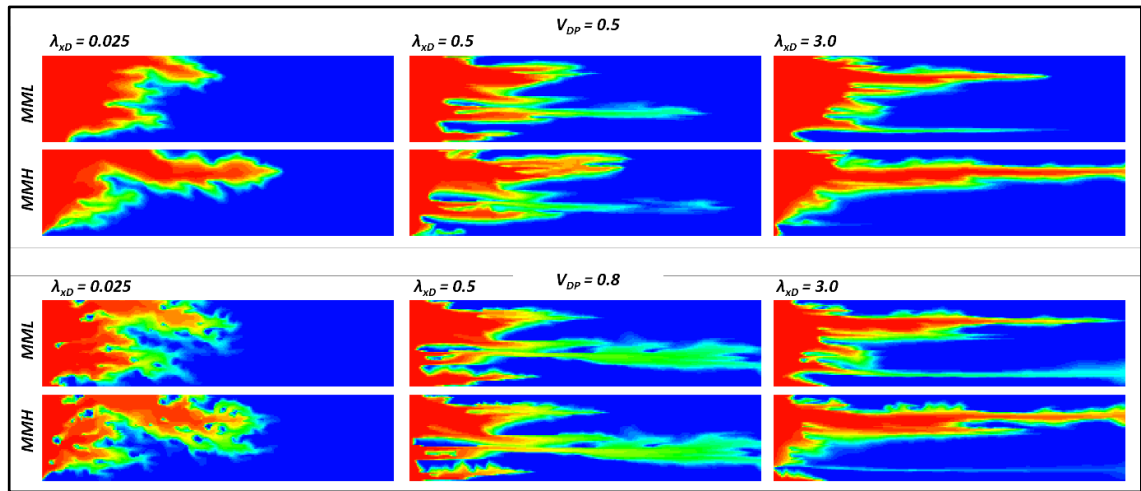 V_DP = 0.5
λ_xD = 0.025 λ_xD = 0.5 λ_xD = 3.0
MML
MMH
V_DP = 0.8
λ_xD = 0.025 λ_xD = 0.5 λ_xD = 3.0
MML
MMH